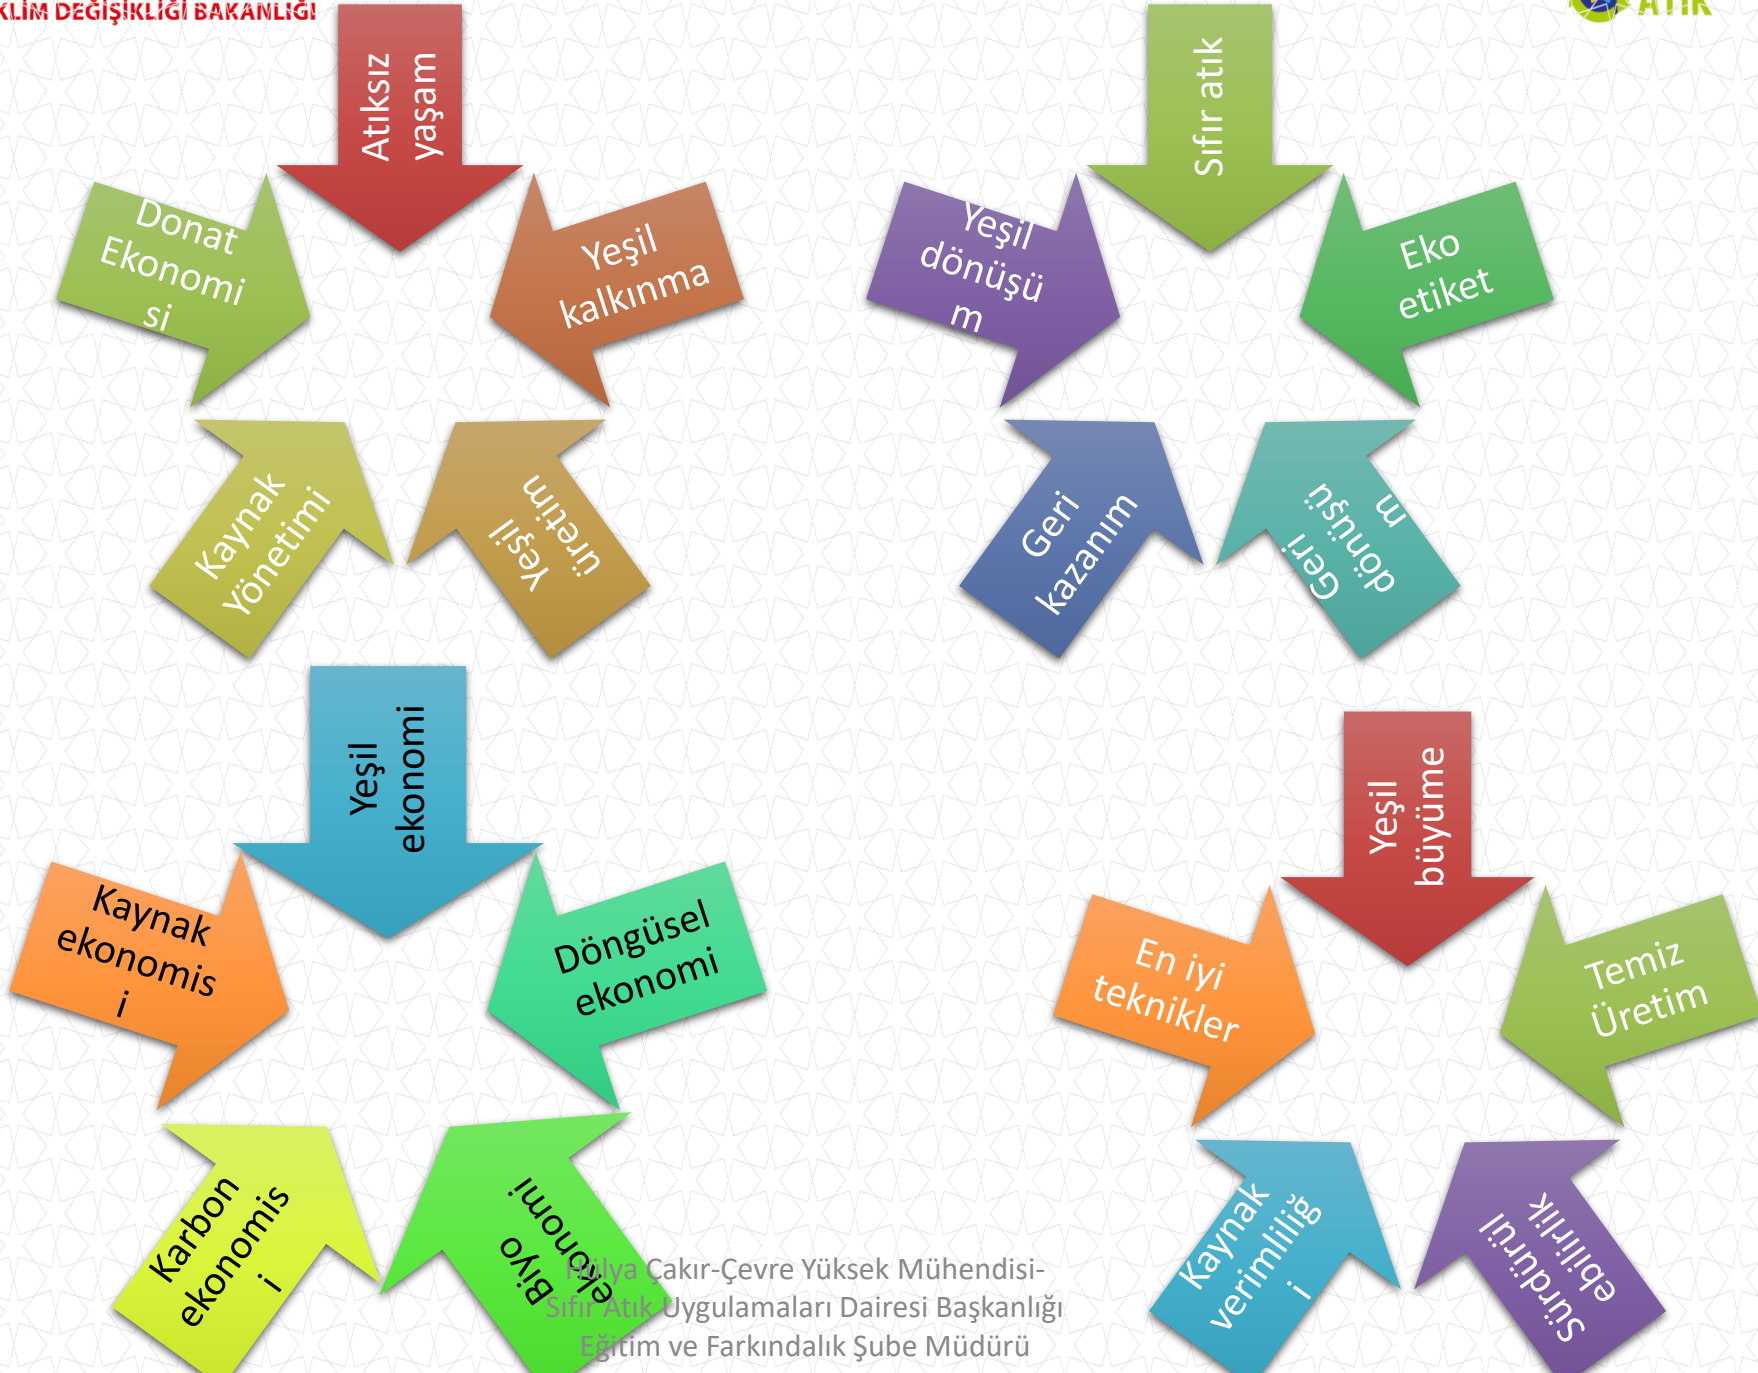 KLİM DEĞİŞİKLİĞİ BAKANLIĞI
ATIK
Atıksız
yaşam
Donat
Ekonomi
si
Yeşil
kalkınma
Kaynak
Yönetimi
Yeşil
üretim
Sıfır atık
Yeşil
dönüşü
m
Eko
etiket
Geri
kazanım
Geri
dönüşü
m
Yeşil
ekonomi
Kaynak
ekonomis
i
Döngüsel
ekonomi
Karbon
ekonomis
i
Biyo
ekonomi
Yeşil
büyüme
En iyi
teknikler
Temiz
Üretim
Kaynak
verimliliğ
i
Sürdürül
ebilirlik
Hülya Çakır-Çevre Yüksek Mühendisi-
Sıfır Atık Uygulamaları Dairesi Başkanlığı
Eğitim ve Farkındalık Şube Müdürü